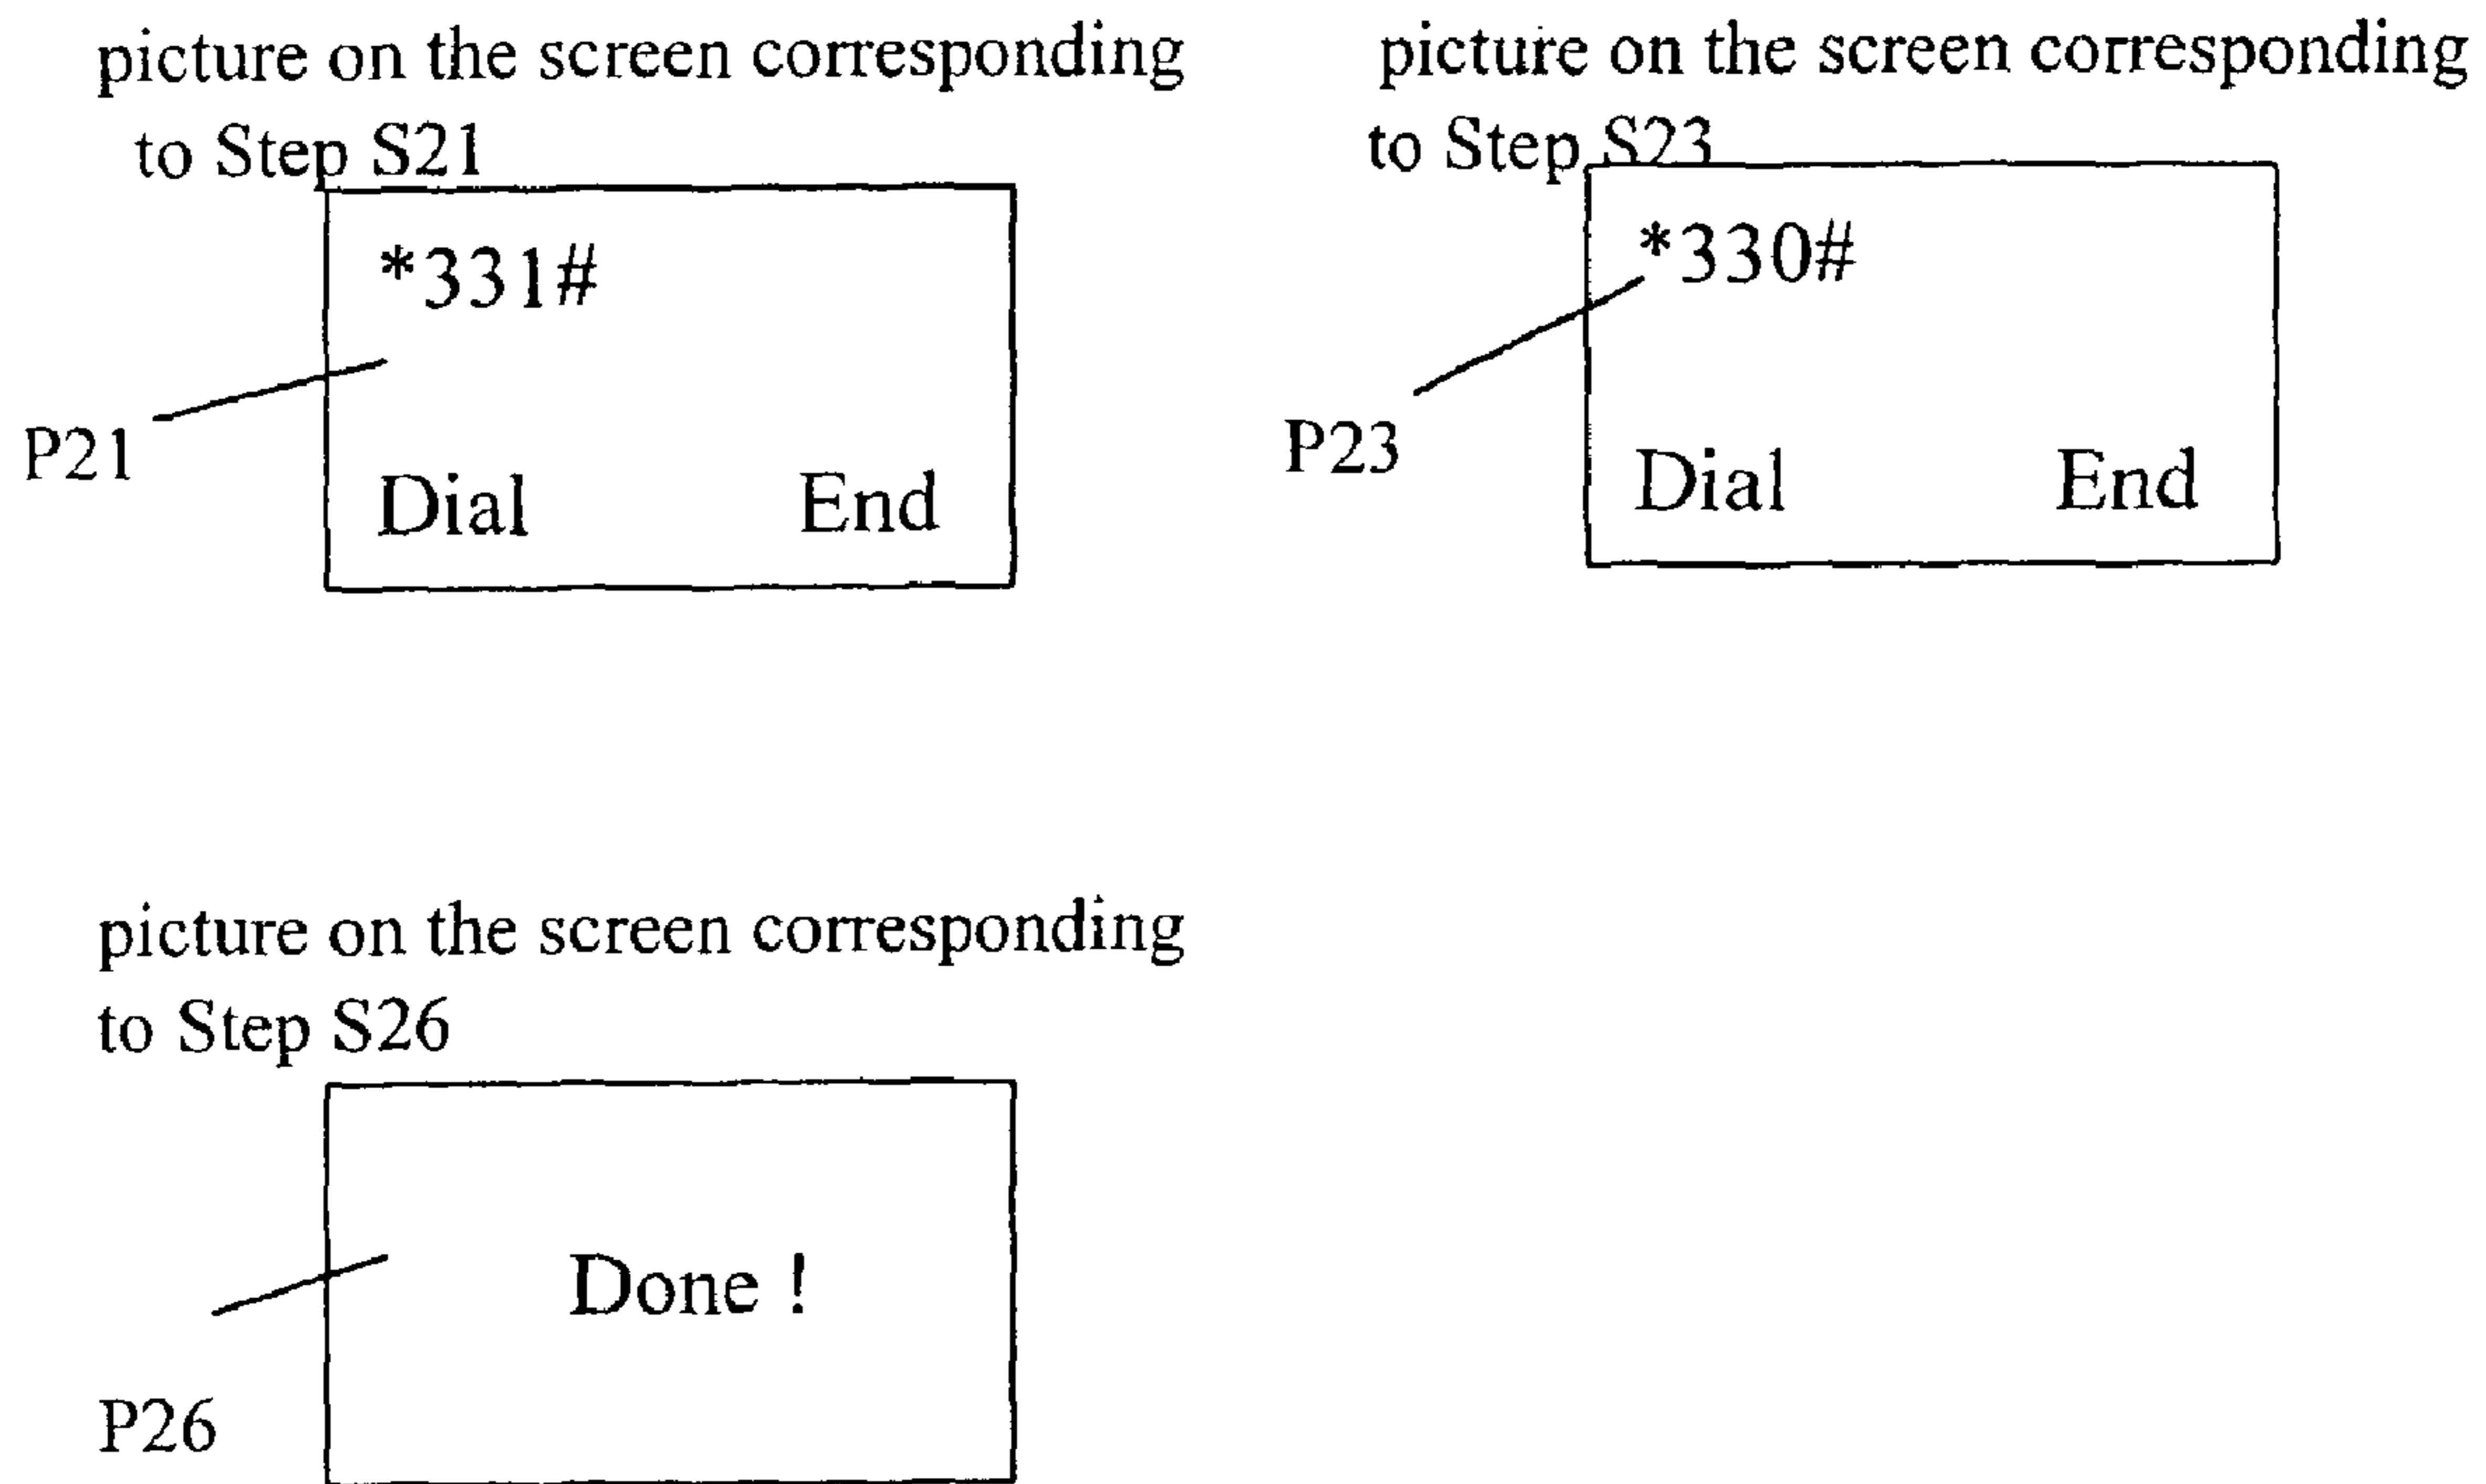 picture on the screen corresponding
to Step S21
*331#
P21
Dial End
picture on the screen corresponding
to Step S23
*330#
P23
Dial End
picture on the screen corresponding
to Step S26
Done !
P26